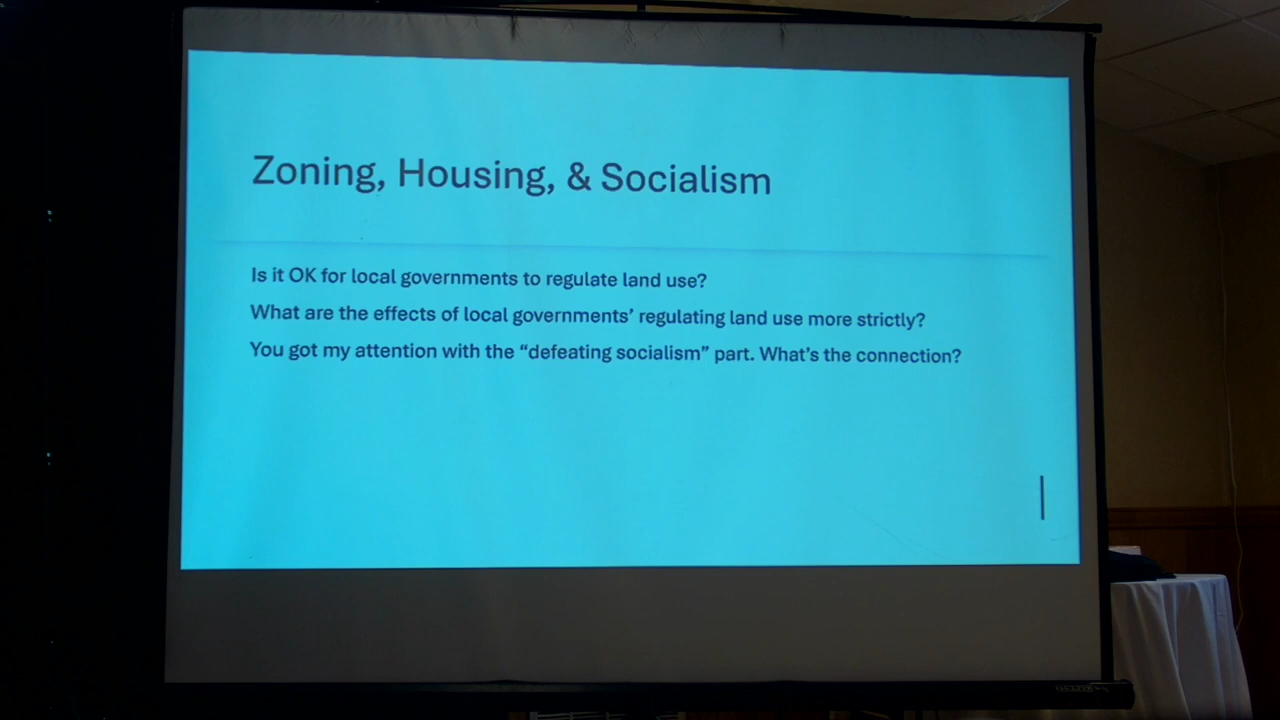 Zoning, Housing, & Socialism
Is it OK for local governments to regulate land use?
What are the effects of local governments’ regulating land use more strictly?
You got my attention with the “defeating socialism” part. What’s the connection?